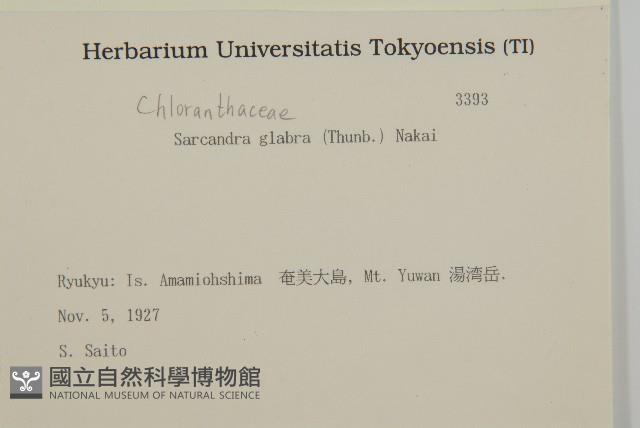 Herbarium Universitatis Tokyoensis (TI)
Chloranthaceae
3393
Sarcandra glabra (Thunb.) Nakai
Ryukyu: Is. Amamiohshima 奄美大島, Mt. Yuwan 湯湾岳.
Nov. 5, 1927
S. Saito
國立自然科學博物館
NATIONAL MUSEUM OF NATURAL SCIENCE